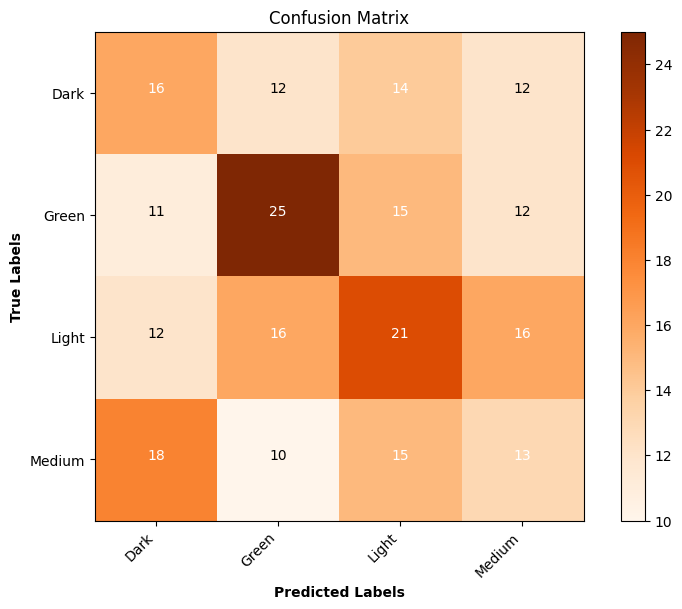 Confusion Matrix
Dark 16 12 14 12
Green 11 25 15 12
Light 12 16 21 16
Medium 18 10 15 13
Dark Green Light Medium
Predicted Labels
True Labels
24
22
20
18
16
14
12
10